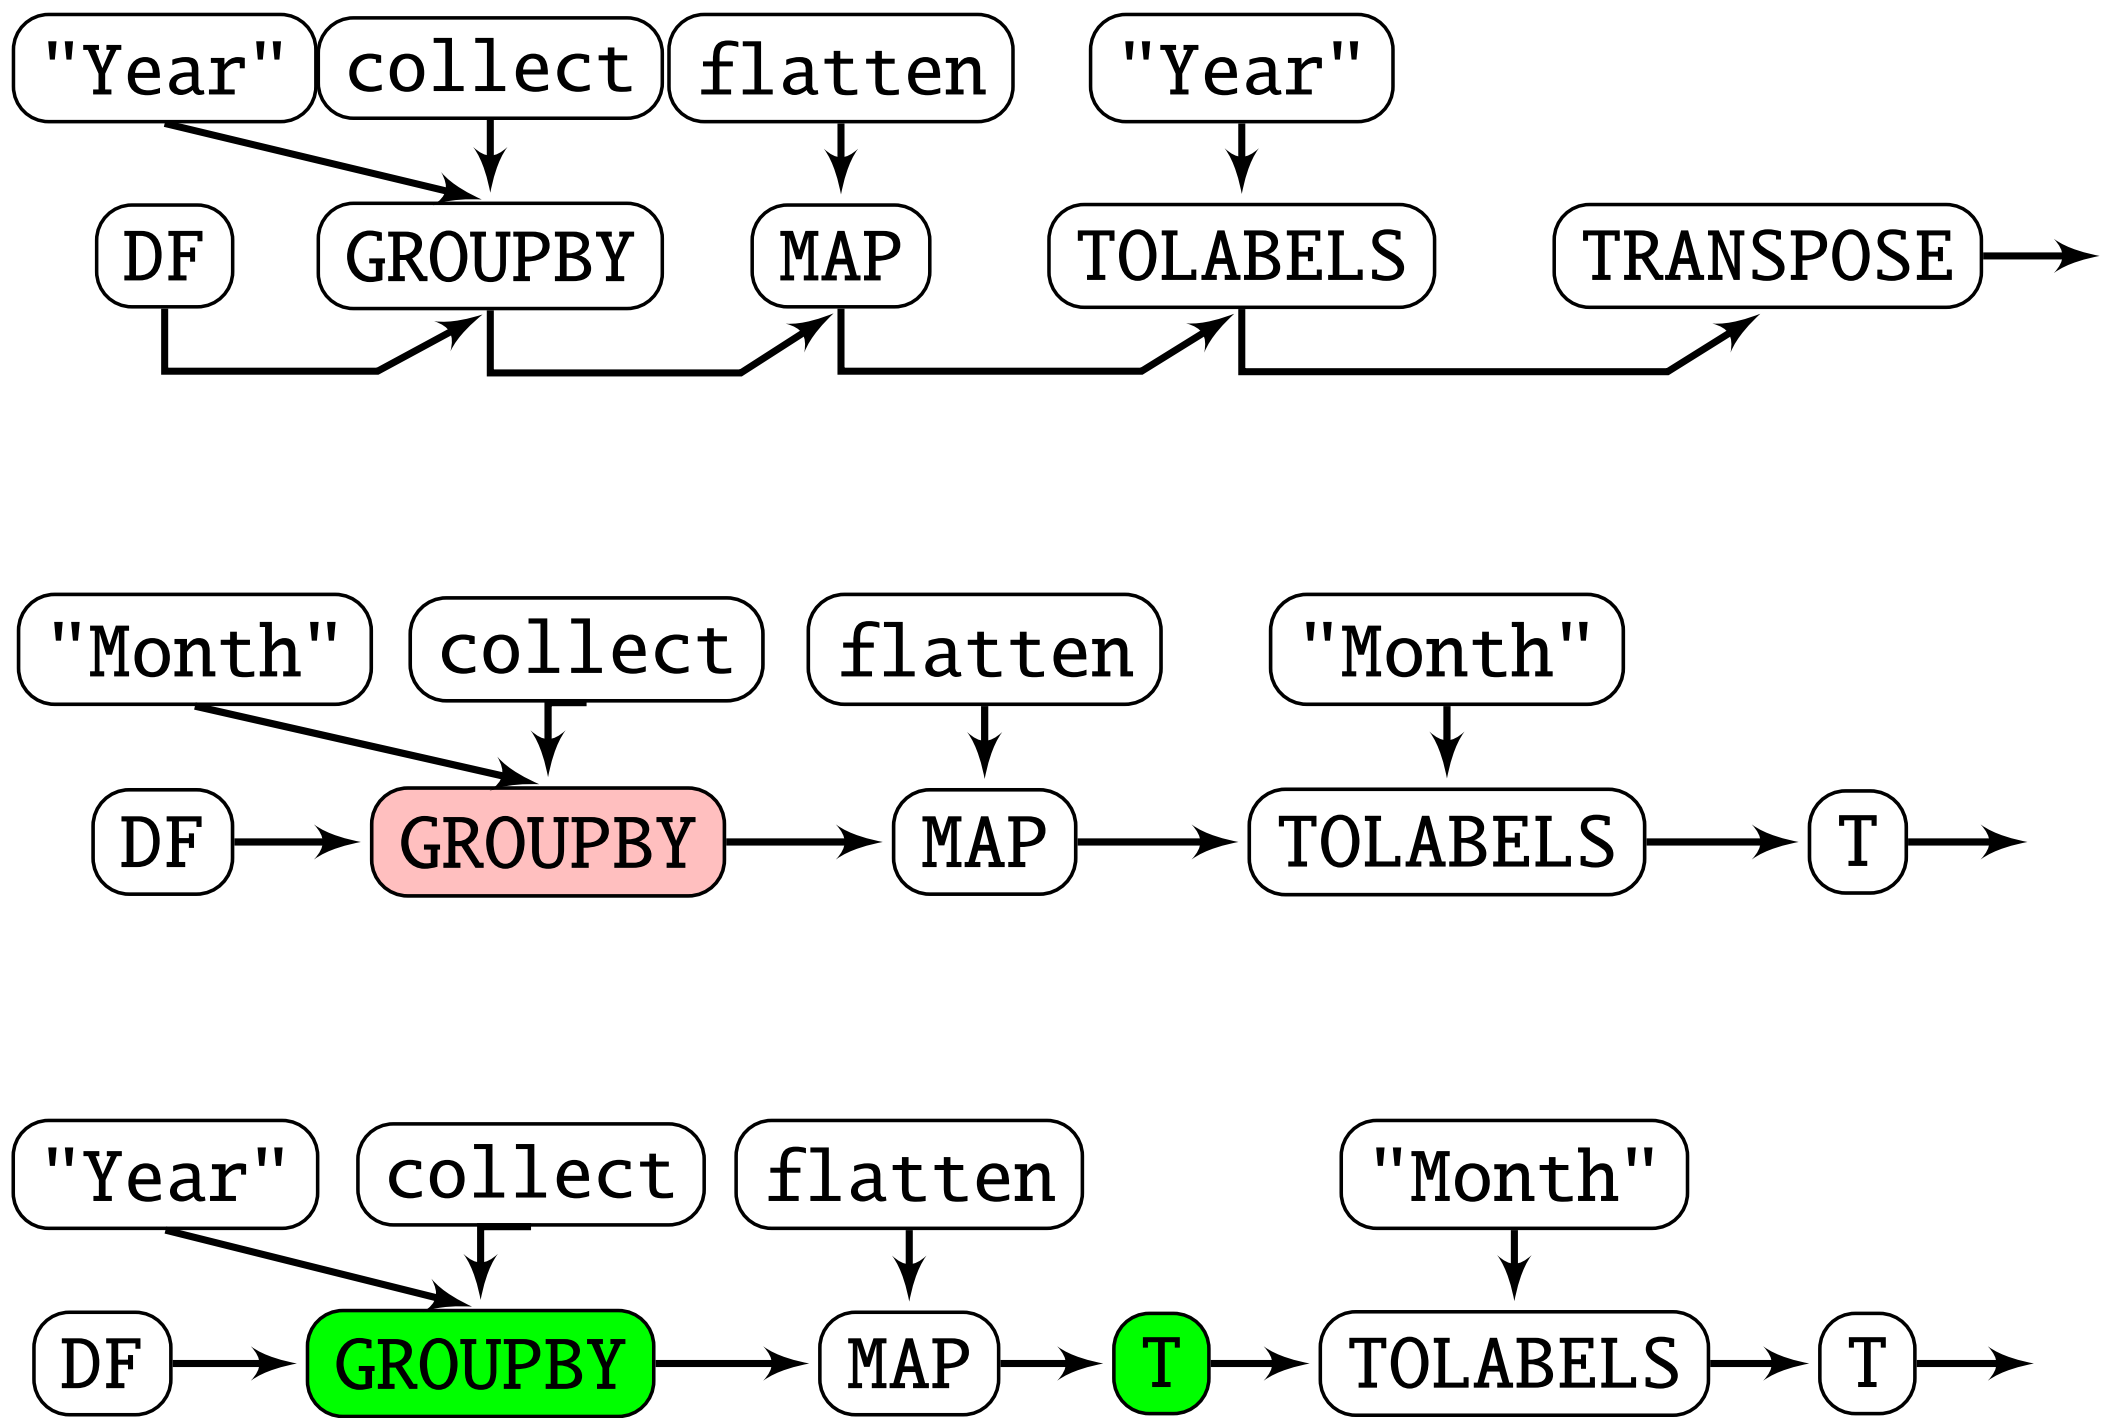 "Year" collect flatten "Year"
DF GROUPBY MAP TOLABELS TRANSPOSE
"Month" collect flatten "Month"
DF GROUPBY MAP TOLABELS T
"Year" collect flatten "Month"
DF GROUPBY MAP T TOLABELS T